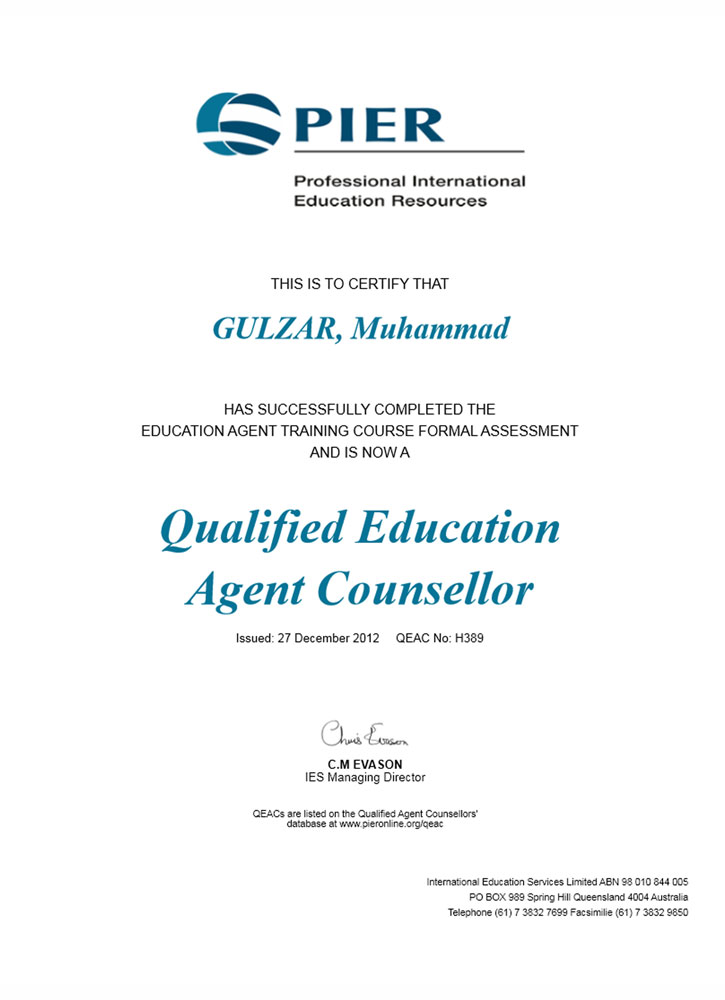 PIER
Professional International
Education Resources
THIS IS TO CERTIFY THAT
GULZAR, Muhammad
HAS SUCCESSFULLY COMPLETED THE
EDUCATION AGENT TRAINING COURSE FORMAL ASSESSMENT
AND IS NOW A
Qualified Education
Agent Counsellor
Issued: 27 December 2012 QEAC No: H389
Chris Evason
C.M EVASON
IES Managing Director
QEACs are listed on the Qualified Agent Counsellors'
database at www.pieronline.org/qeac
International Education Services Limited ABN 98 010 844 005
PO BOX 989 Spring Hill Queensland 4004 Australia
Telephone (61) 7 3832 7699 Facsimilie (61) 7 3832 9850